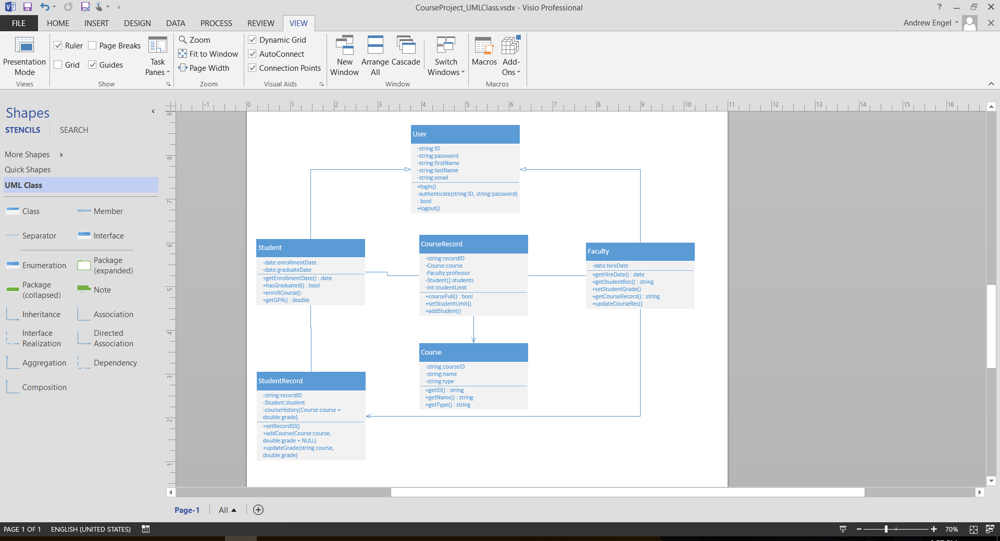 CourseProject_UMLClass.vsdx - Visio Professional
?
FILE HOME INSERT DESIGN DATA PROCESS REVIEW VIEW
Andrew Engel
Presentation Mode
Views
Ruler
Page Breaks
Grid
Guides
Task Panes
Show
Zoom
Fit to Window
Page Width
Zoom
Dynamic Grid
AutoConnect
Connection Points
Visual Aids
New Window
Arrange All
Cascade
Switch Windows
Window
Macros
Add-Ons
Macros
Shapes
STENCILS SEARCH
More Shapes
Quick Shapes
UML Class
Class
Member
Separator
Interface
Enumeration
Package (expanded)
Package (collapsed)
Note
Inheritance
Association
Interface Realization
Directed Association
Aggregation
Dependency
Composition
-1 0 1 2 3 4 5 6 7 8 9 10 11 12 13 14 15 16
9
8
7
6
5
4
3
2
1
User
-string:ID
-string:password
-string:firstName
-string:lastName
-string:email
+login()
-authenticate(string:ID, string:password)
: bool
+logout()
Student
-date:enrollmentDate
-date:graduateDate
+getEnrollmentDate() : date
+hasGraduated() : bool
+enrollCourse()
+getGPA() : double
CourseRecord
-string:recordID
-Course:course
-Faculty:professor
-Student[]:students
-int:studentLimit
+courseFull() : bool
+setStudentLimit()
+addStudent()
Faculty
-date:hireDate
+getHireDate() : date
+getStudentRec() : string
+setStudentGrade()
+getCourseRecord() : string
+updateCourseRec()
Course
-string:courseID
-string:name
-string:type
+getID() : string
+getName() : string
+getType() : string
StudentRecord
-string:recordID
-Student:student
-courseHistory[Course:course =
double:grade]
+setRecordID()
+addCourse(Course:course,
double:grade = NULL)
+updateGrade(string course,
double:grade)
Page-1 All
PAGE 1 OF 1 ENGLISH (UNITED STATES)
70%